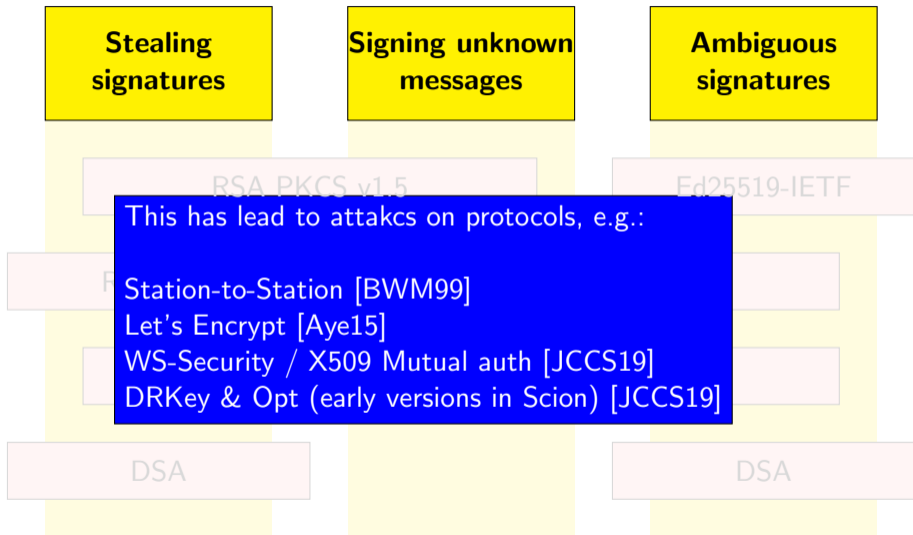 Stealing
signatures
Signing unknown
messages
Ambiguous
signatures
RSA PKCS v1.5
Ed25519-IETF
This has lead to attakcs on protocols, e.g.:
Station-to-Station [BWM99]
Let's Encrypt [Aye15]
WS-Security / X509 Mutual auth [JCCS19]
DRKey & Opt (early versions in Scion) [JCCS19]
DSA
DSA